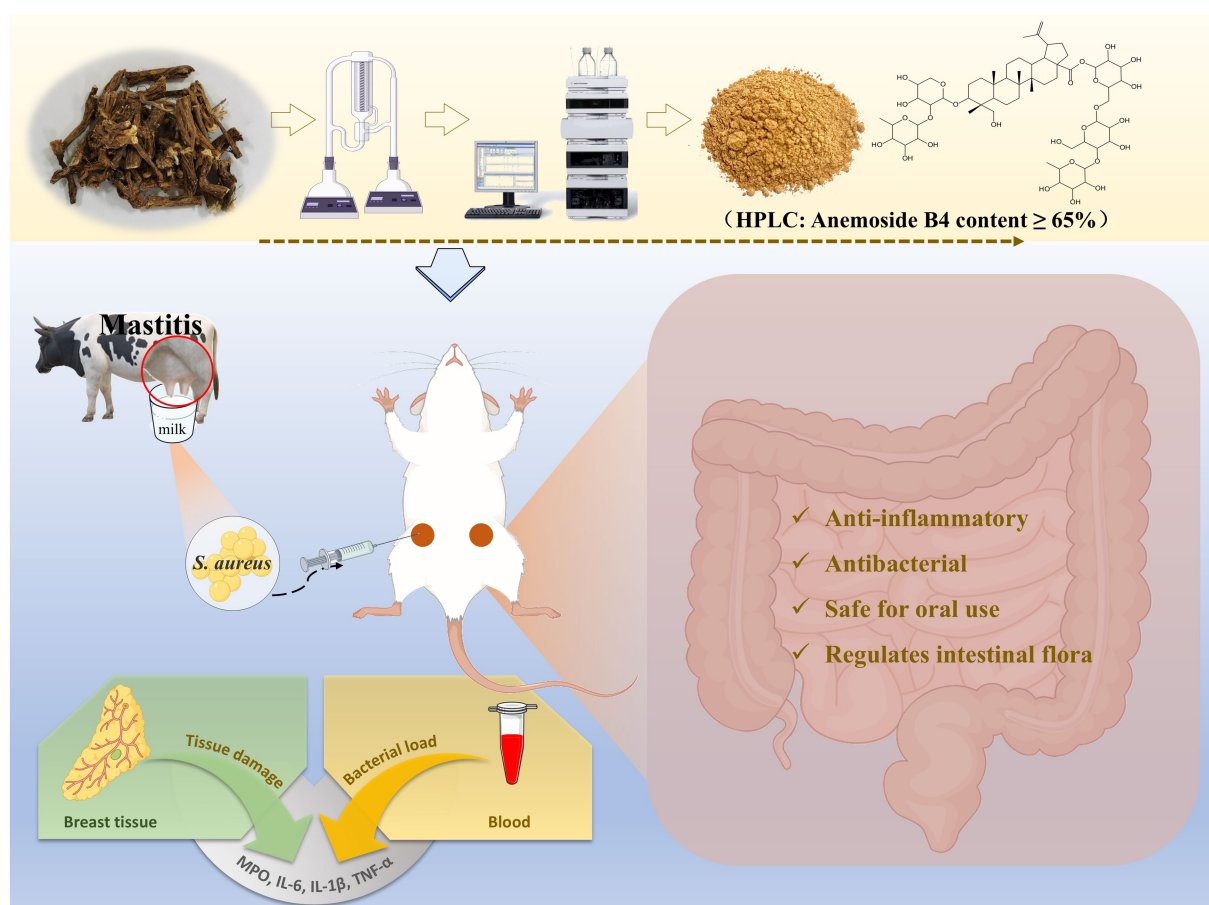 （HPLC: Anemoside B4 content ≥ 65%）
Mastitis
milk
S. aureus
✓ Anti-inflammatory
✓ Antibacterial
✓ Safe for oral use
✓ Regulates intestinal flora
Tissue damage
Bacterial load
Breast tissue
Blood
MPO, IL-6, IL-1β, TNF-α